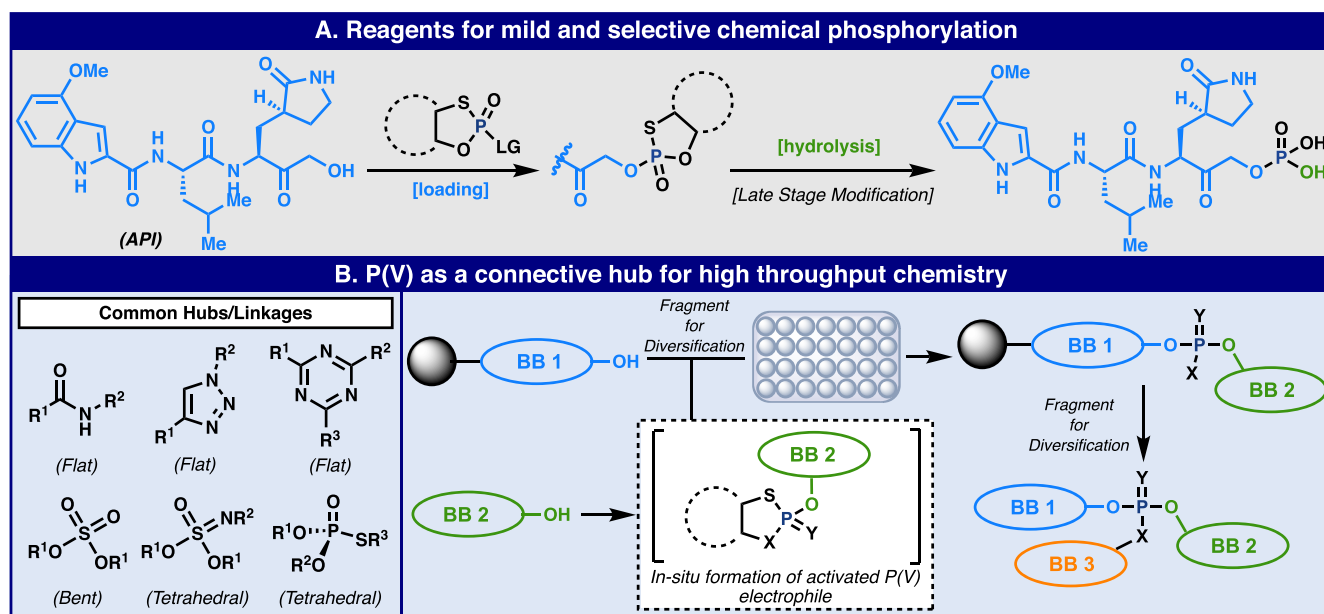 A. Reagents for mild and selective chemical phosphorylation
OMe
N
H
O
H
N
O
N
H
Me
Me
H
O
NH
O
OH
(API)
S
O
P
O
LG
[loading]
O
O
S
P
O
O
[hydrolysis]
[Late Stage Modification]
OMe
N
H
O
H
N
O
N
H
Me
Me
H
O
NH
O
O
O
P
OH
OH
B. P(V) as a connective hub for high throughput chemistry
Common Hubs/Linkages
O
R1
N
H
R2
(Flat)
R2
N
N
N
R1
(Flat)
R1
N
R2
N
N
R3
(Flat)
O
O
S
R1O
OR1
(Bent)
O
NR2
S
R1O
OR1
(Tetrahedral)
O
R1O
P
SR3
R2O
(Tetrahedral)
BB 1
OH
Fragment
for
Diversification
BB 2
OH
BB 2
O
S
P
X
Y
In-situ formation of activated P(V)
electrophile
BB 1
O
Y
P
X
O
BB 2
Fragment
for
Diversification
BB 1
O
Y
P
X
O
BB 2
BB 3